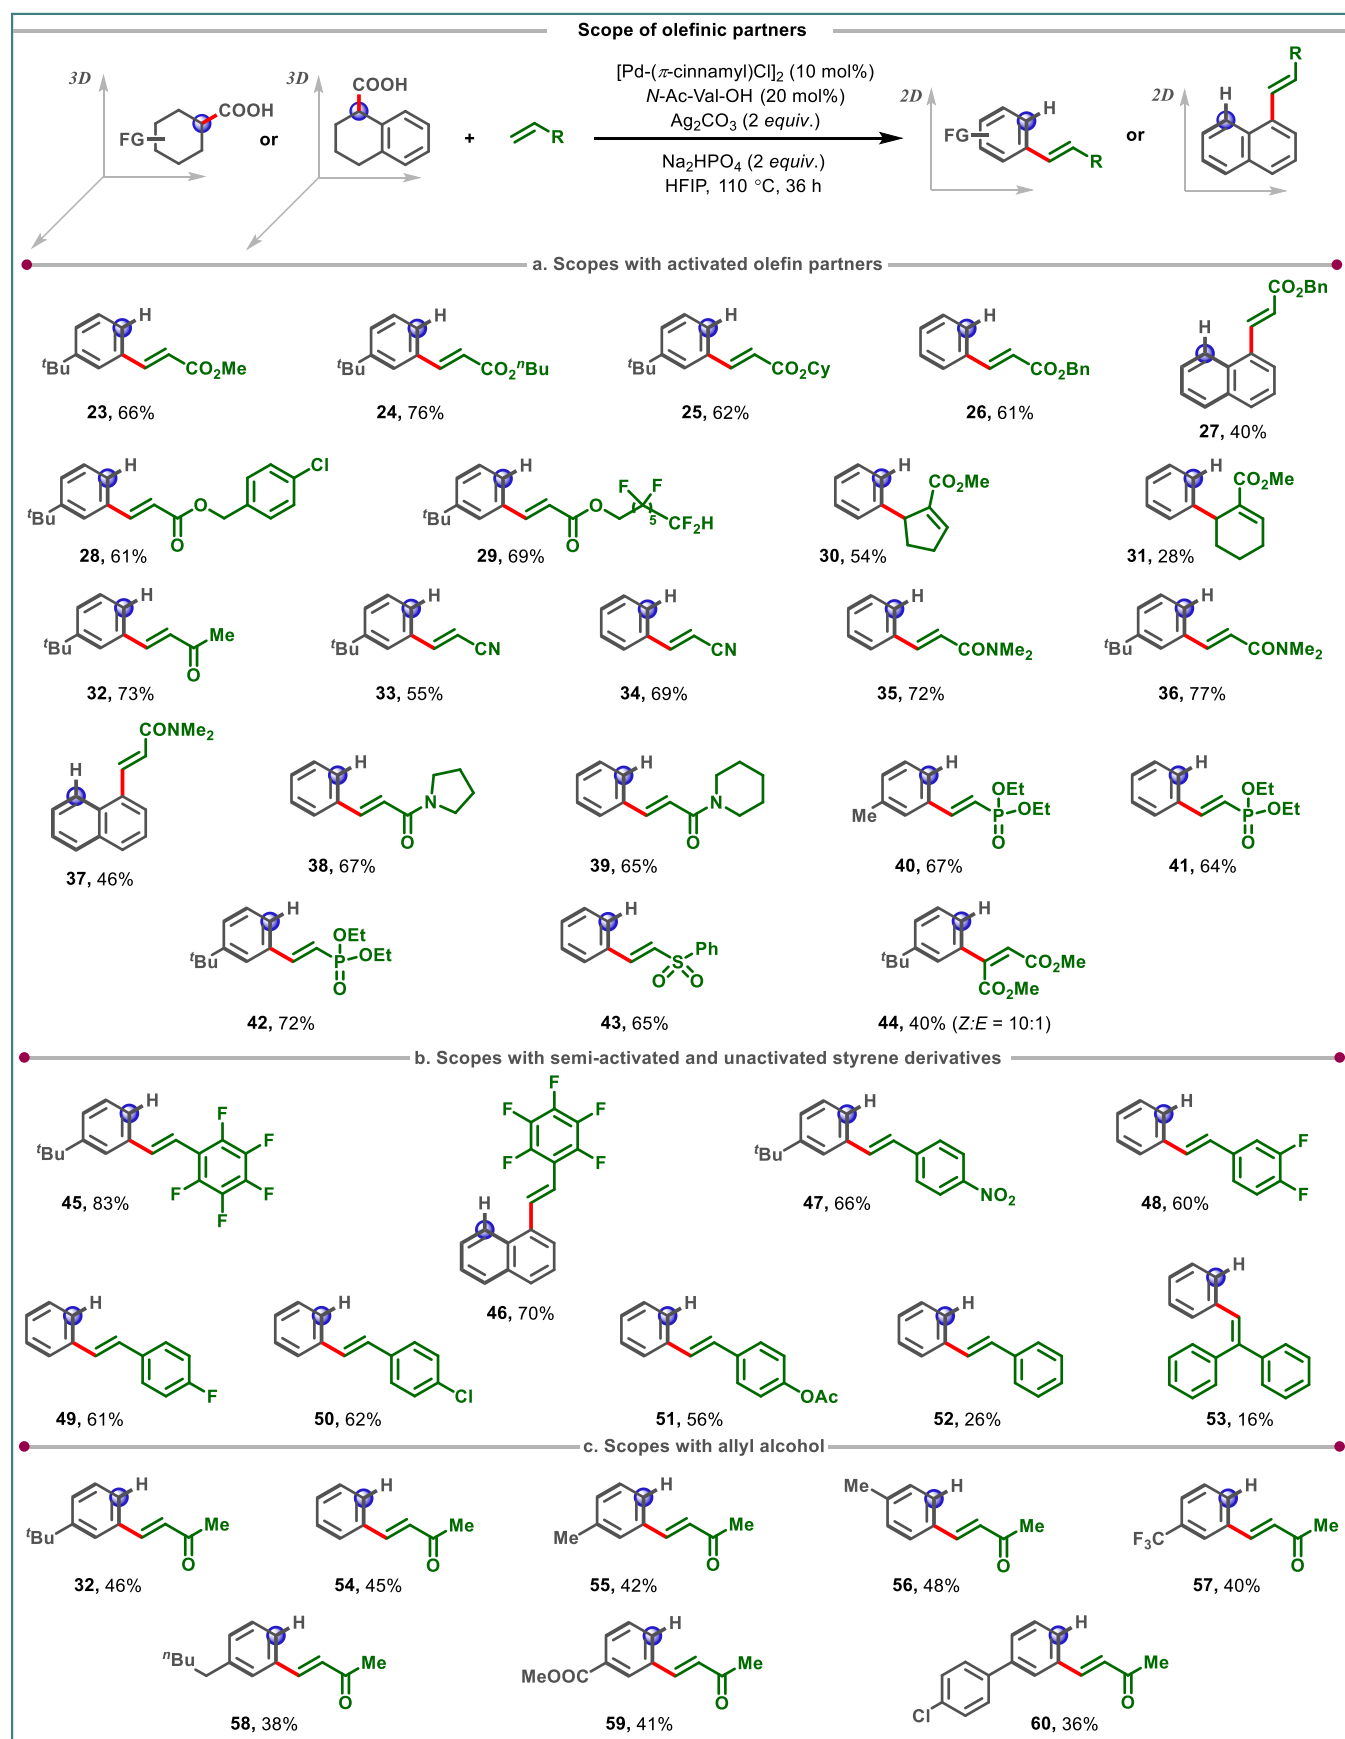 Scope of olefinic partners
3D
COOH
FG
or
3D
COOH
+
R
[Pd-(π-cinnamyl)Cl]2 (10 mol%)
N-Ac-Val-OH (20 mol%)
Ag2CO3 (2 equiv.)
Na2HPO4 (2 equiv.)
HFIP, 110 °C, 36 h
2D
H
FG
R
or
2D
H
R
a. Scopes with activated olefin partners
H
tBu
CO2Me
23, 66%
H
tBu
CO2nBu
24, 76%
H
tBu
CO2Cy
25, 62%
H
CO2Bn
26, 61%
CO2Bn
H
27, 40%
H
tBu
O
O
Cl
28, 61%
H
tBu
O
O
F
F
5
CF2H
29, 69%
H
CO2Me
30, 54%
H
CO2Me
31, 28%
H
tBu
Me
O
32, 73%
H
tBu
CN
33, 55%
H
CN
34, 69%
H
CONMe2
35, 72%
H
tBu
CONMe2
36, 77%
CONMe2
H
37, 46%
H
N
O
38, 67%
H
N
O
39, 65%
H
Me
OEt
P
OEt
O
40, 67%
H
OEt
P
OEt
O
41, 64%
H
tBu
OEt
P
OEt
O
42, 72%
H
Ph
S
O
O
43, 65%
H
tBu
CO2Me
CO2Me
44, 40% (Z:E = 10:1)
b. Scopes with semi-activated and unactivated styrene derivatives
H
tBu
F
F
F
F
F
45, 83%
F
F
F
F
F
H
46, 70%
H
tBu
NO2
47, 66%
H
F
F
48, 60%
H
F
49, 61%
H
Cl
50, 62%
H
OAc
51, 56%
H
52, 26%
H
53, 16%
c. Scopes with allyl alcohol
H
tBu
Me
O
32, 46%
H
Me
O
54, 45%
H
Me
Me
O
55, 42%
Me
H
Me
O
56, 48%
H
F3C
Me
O
57, 40%
H
nBu
Me
O
58, 38%
H
MeOOC
Me
O
59, 41%
H
Cl
Me
O
60, 36%